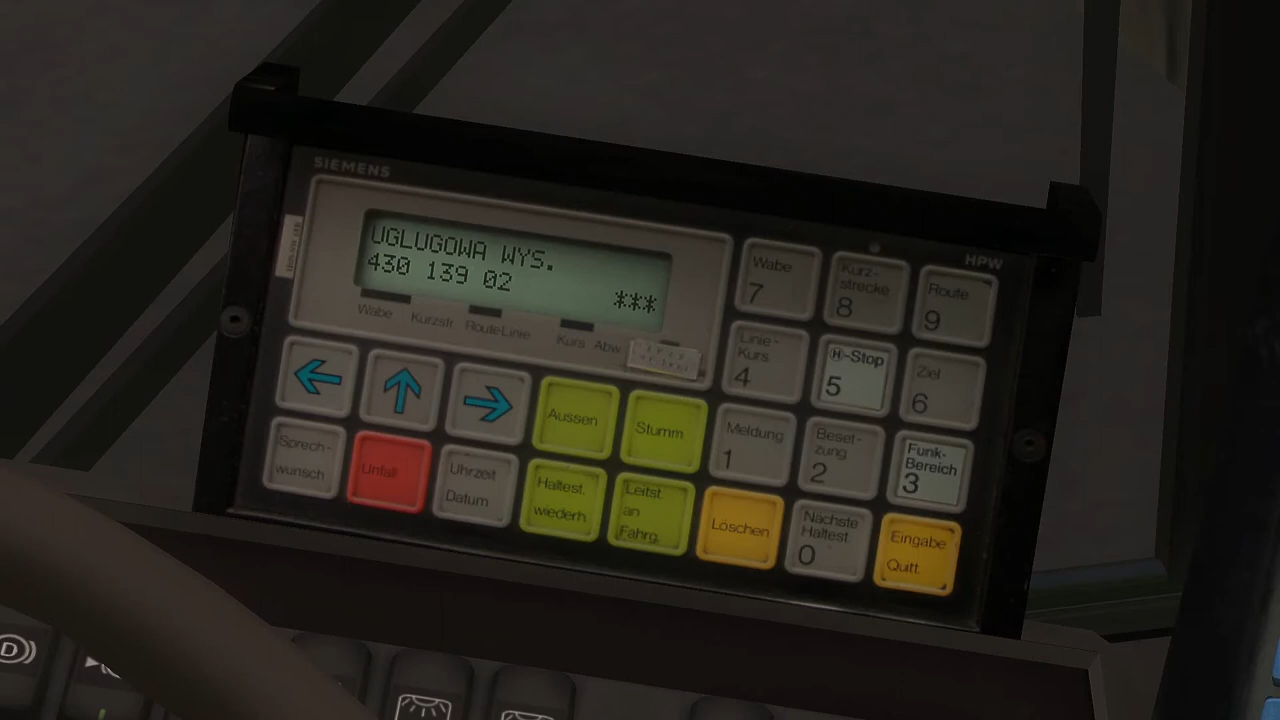 SIEMENS
HPW
UGLUGOWA WYS.
430 139 02 ***
Wabe Kurzstr Route Linie Kurs Abw
Wabe
7
Kurz-
strecke
8
Route
9
Linie-
Kurs
4
H-Stop
5
Ziel
6
Aussen
Stumm
Meldung
1
Beset-
zung
2
Funk-
Bereich
3
Sprech-
wunsch
Unfall
Uhrzeit
Datum
Haltest.
wiederh
Leitst.
an
Fahrg.
Löschen
Nächste
Haltest.
0
Eingabe
Quitt.
D